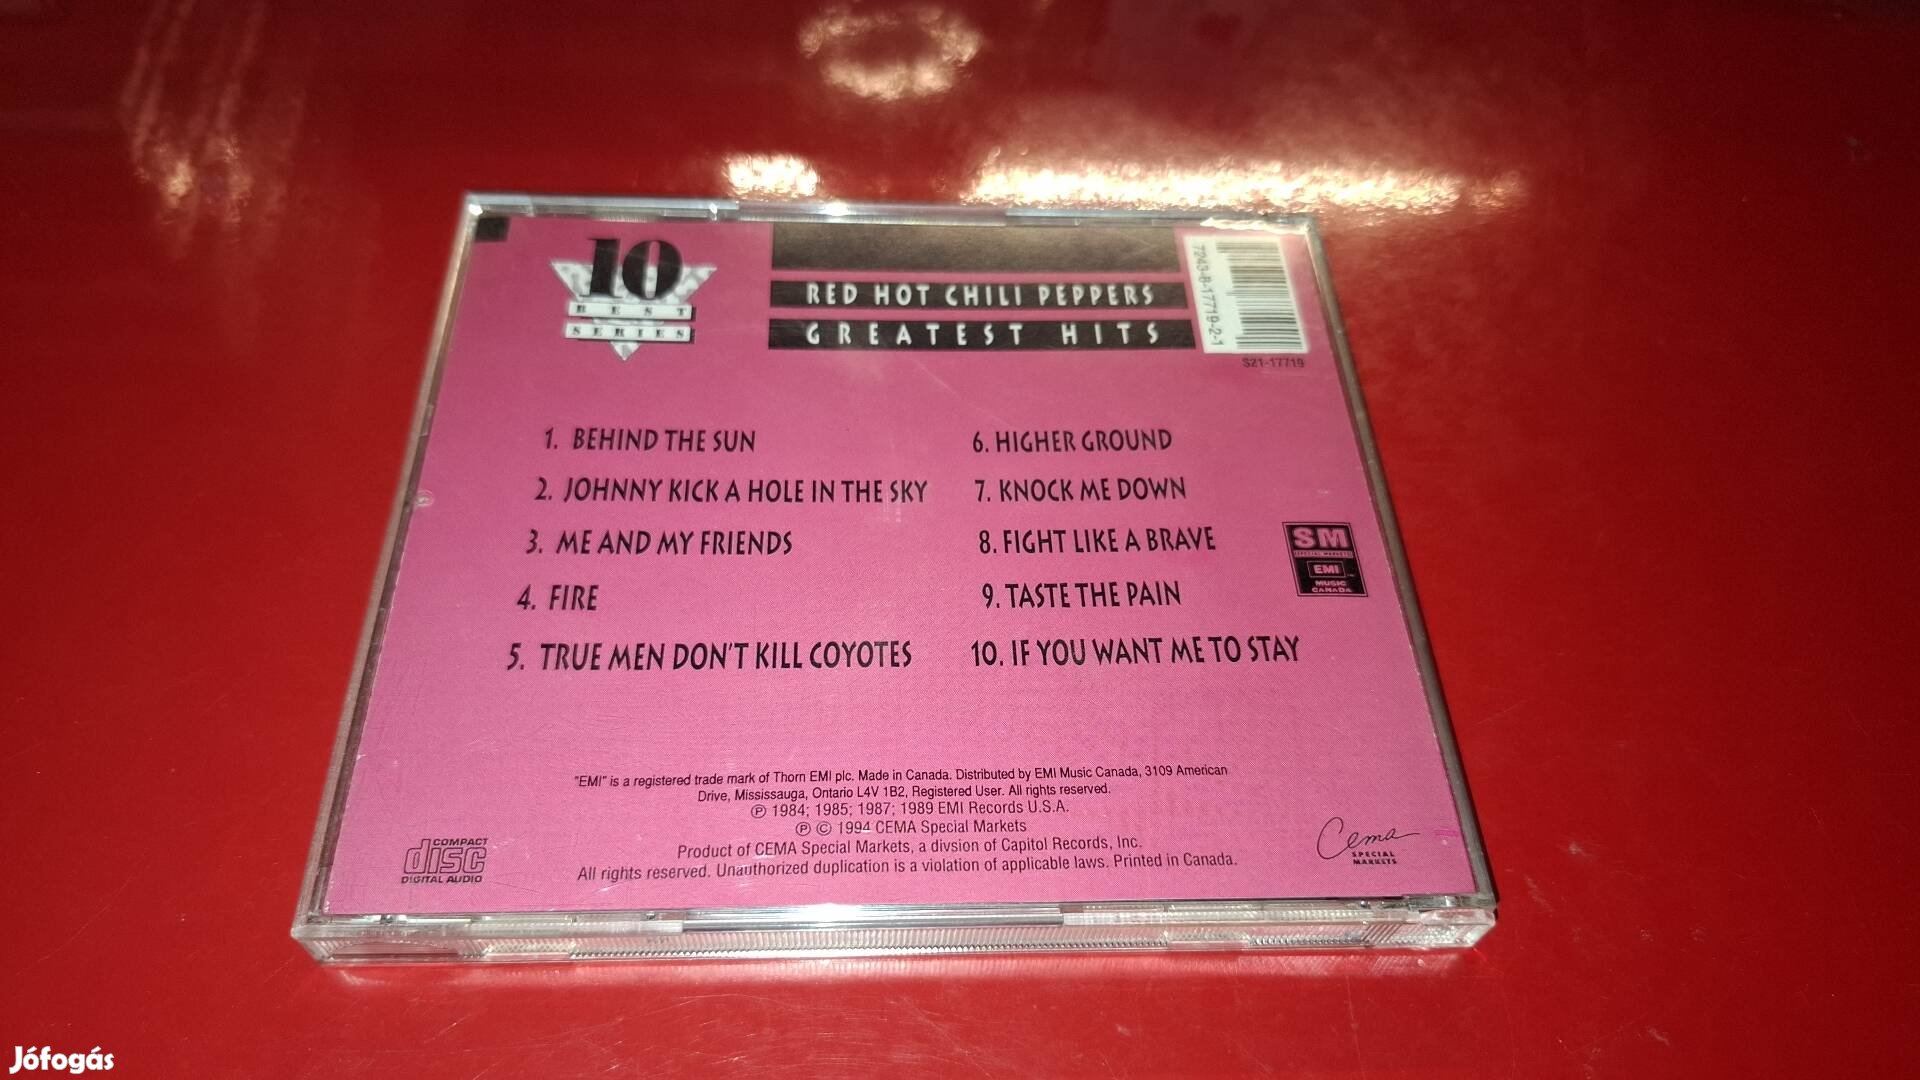 10
BEST
SERIES
RED HOT CHILI PEPPERS
GREATEST HITS
7243-8-17719-2-1
S21-17719
1. BEHIND THE SUN
2. JOHNNY KICK A HOLE IN THE SKY
3. ME AND MY FRIENDS
4. FIRE
5. TRUE MEN DON'T KILL COYOTES
6. HIGHER GROUND
7. KNOCK ME DOWN
8. FIGHT LIKE A BRAVE
9. TASTE THE PAIN
10. IF YOU WANT ME TO STAY
SM
SPECIAL MARKETS
EMI
MUSIC
CANADA
"EMI" is a registered trade mark of Thorn EMI plc. Made in Canada. Distributed by EMI Music Canada, 3109 American
Drive, Mississauga, Ontario L4V 1B2, Registered User. All rights reserved.
℗ 1984; 1985; 1987; 1989 EMI Records U.S.A.
℗ © 1994 CEMA Special Markets
Product of CEMA Special Markets, a divsion of Capitol Records, Inc.
All rights reserved. Unauthorized duplication is a violation of applicable laws. Printed in Canada.
COMPACT
disc
DIGITAL AUDIO
Cema
SPECIAL
MARKETS
Jófogás